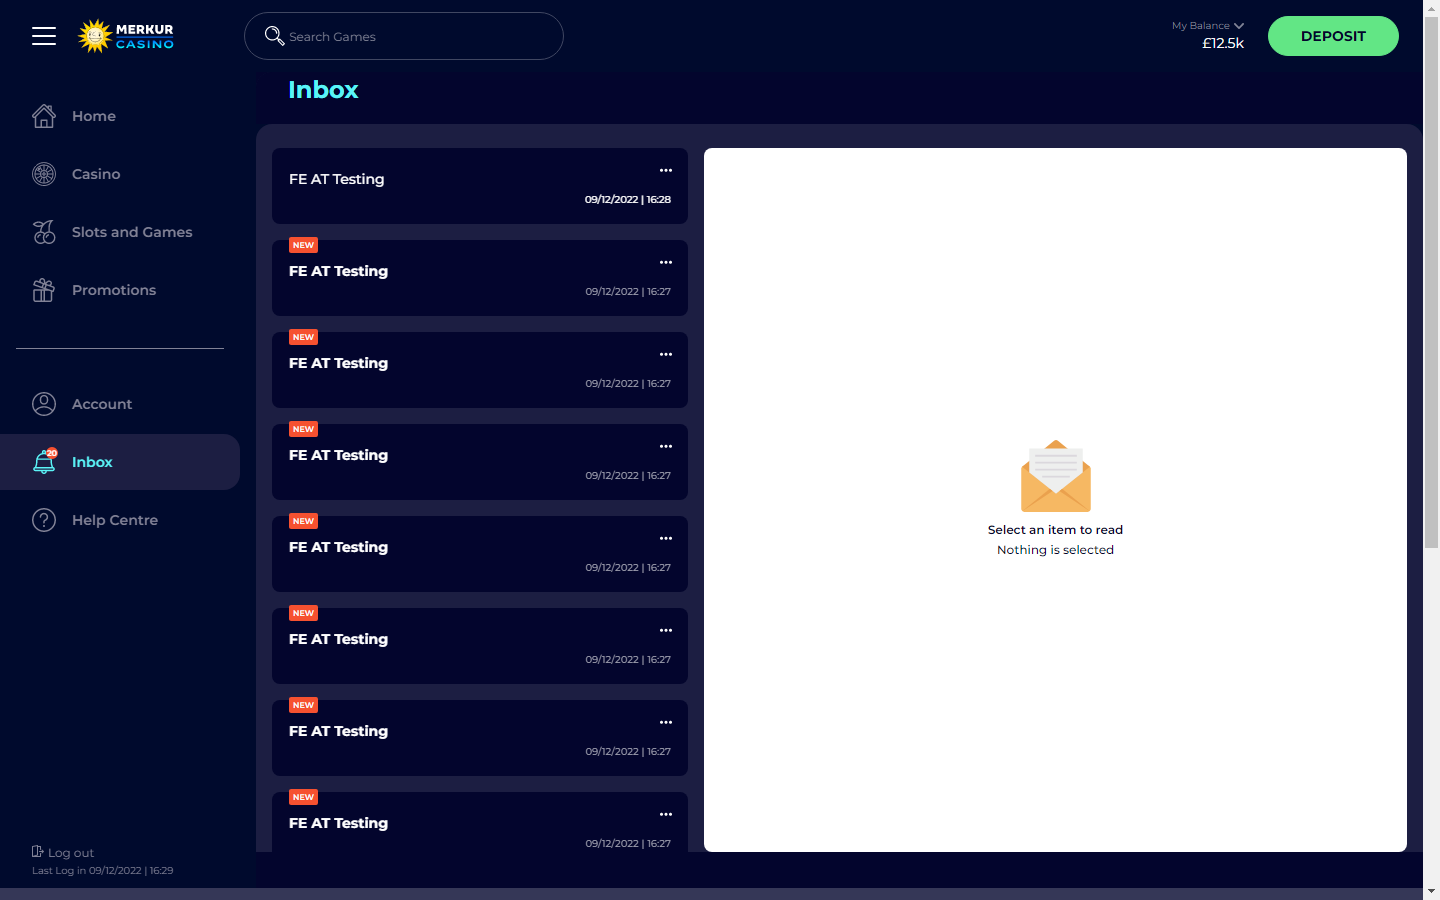 MERKUR
CASINO
Search Games
My Balance
£12.5k
DEPOSIT
Home
Casino
Slots and Games
Promotions
Account
20
Inbox
Help Centre
Log out
Last Log in 09/12/2022 | 16:29
Inbox
FE AT Testing
09/12/2022 | 16:28
NEW
FE AT Testing
09/12/2022 | 16:27
NEW
FE AT Testing
09/12/2022 | 16:27
NEW
FE AT Testing
09/12/2022 | 16:27
NEW
FE AT Testing
09/12/2022 | 16:27
NEW
FE AT Testing
09/12/2022 | 16:27
NEW
FE AT Testing
09/12/2022 | 16:27
NEW
FE AT Testing
09/12/2022 | 16:27
Select an item to read
Nothing is selected